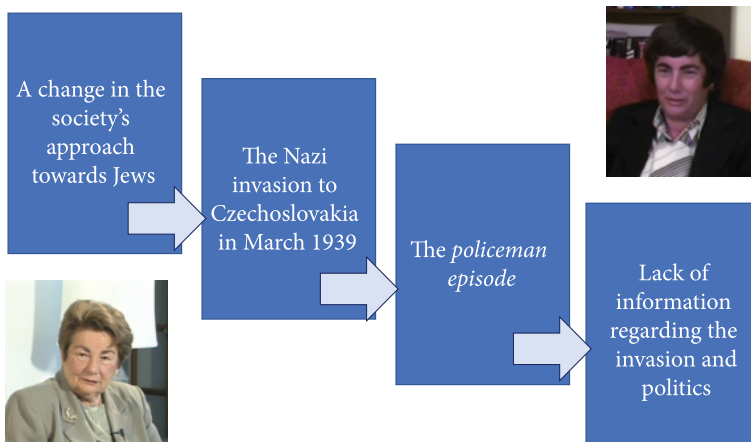 A change in the
society's
approach
towards Jews
The Nazi
invasion to
Czechoslovakia
in March 1939
The policeman
episode
Lack of
information
regarding the
invasion and
politics